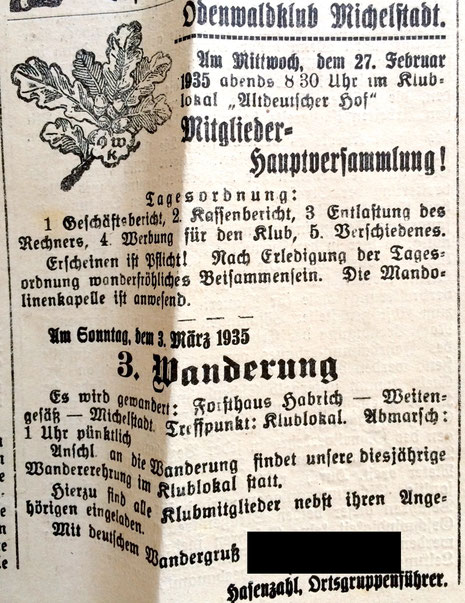 Odenwaldklub Michelstadt.
Am Mittwoch, dem 27. Februar
1935 abends 8 30 Uhr im Klub-
lokal „Altdeutscher Hof“
Mitglieder-
Hauptversammlung!
O W K
Tagesordnung:
1 Geschäftsbericht, 2. Kassenbericht, 3 Entlastung des
Rechners, 4. Werbung für den Klub, 5. Verschiedenes.
Erscheinen ist Pflicht! Nach Erledigung der Tages-
ordnung wanderfröhliches Beisammensein. Die Mando-
linenkapelle ist anwesend.
Am Sonntag, dem 3. März 1935
3. Wanderung
Es wird gewandert: Forsthaus Habrich — Weiten-
gesäß — Michelstadt. Treffpunkt: Klublokal. Abmarsch:
1 Uhr pünktlich
Anschl. an die Wanderung findet unsere diesjährige
Wandererehrung im Klublokal statt.
Hierzu sind alle Klubmitglieder nebst ihren Ange-
hörigen eingeladen.
Mit deutschem Wandergruß
Hasenzahl, Ortsgruppenführer.